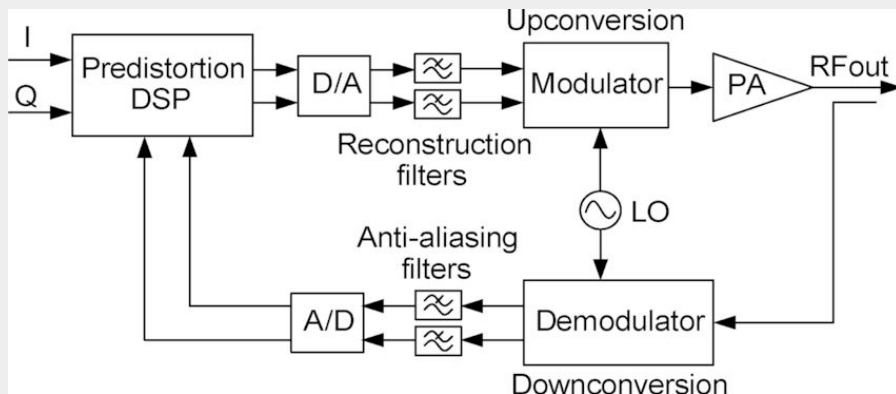 Upconversion
I
Q
Predistortion
DSP
D/A
Modulator
PA
RFout
Reconstruction
filters
LO
Anti-aliasing
filters
A/D
Demodulator
Downconversion